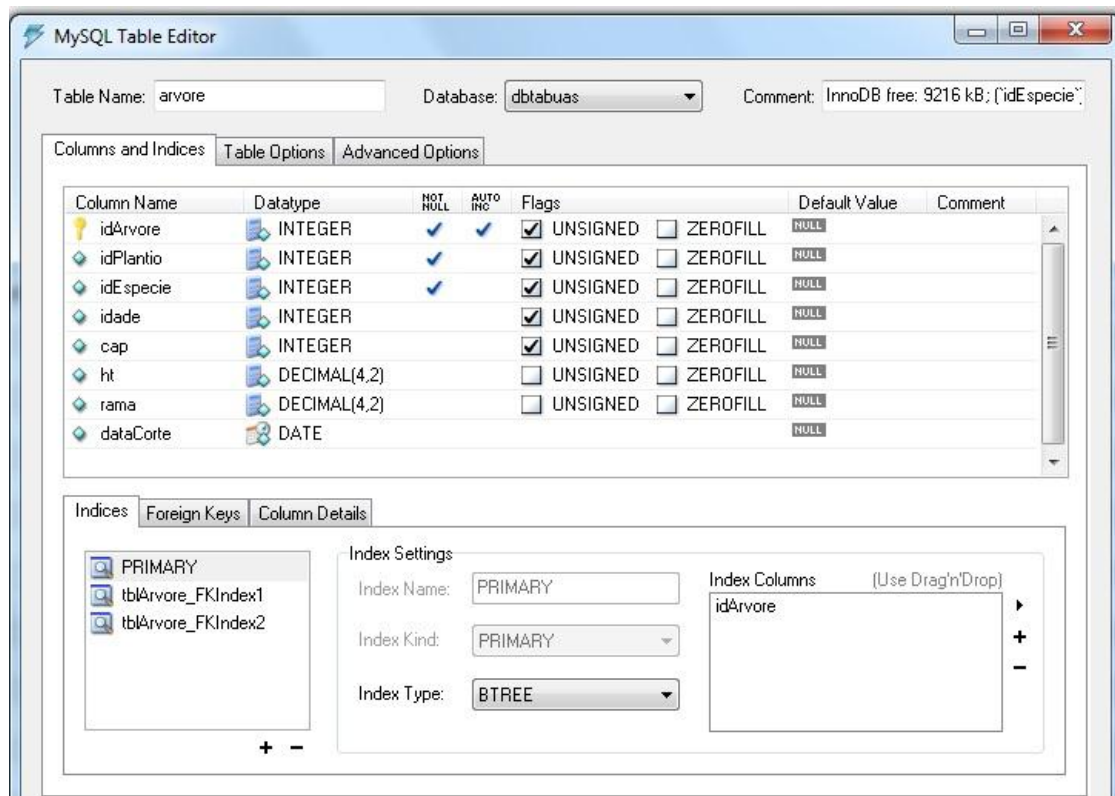 MySQL Table Editor
Table Name: arvore Database: dbtabuas Comment: InnoDB free: 9216 kB; (`idEspecie`)
Columns and Indices Table Options Advanced Options
Column Name Datatype NOT NULL AUTO INC Flags Default Value Comment
idArvore INTEGER UNSIGNED ZEROFILL NULL
idPlantio INTEGER UNSIGNED ZEROFILL NULL
idEspecie INTEGER UNSIGNED ZEROFILL NULL
idade INTEGER UNSIGNED ZEROFILL NULL
cap INTEGER UNSIGNED ZEROFILL NULL
ht DECIMAL(4,2) UNSIGNED ZEROFILL NULL
rama DECIMAL(4,2) UNSIGNED ZEROFILL NULL
dataCorte DATE NULL
Indices Foreign Keys Column Details
PRIMARY
tblArvore_FKIndex1
tblArvore_FKIndex2
Index Settings
Index Name: PRIMARY
Index Kind: PRIMARY
Index Type: BTREE
Index Columns (Use Drag'n'Drop)
idArvore